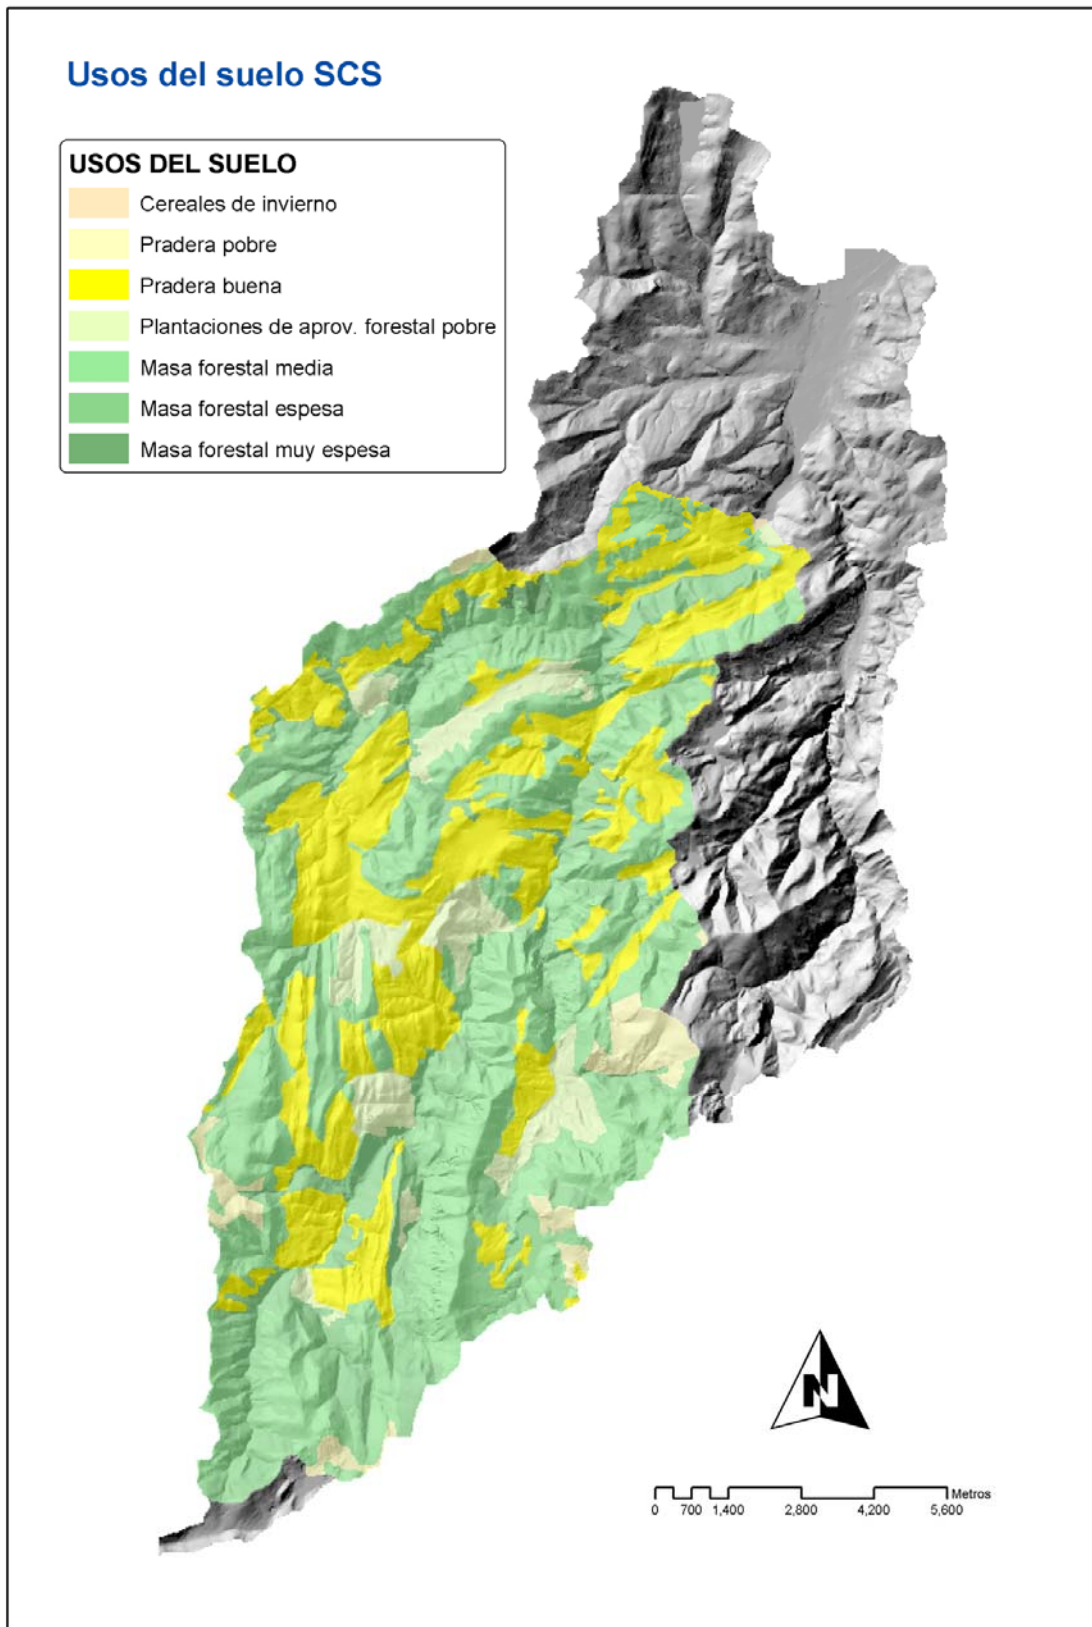 Usos del suelo SCS
USOS DEL SUELO
Cereales de invierno
Pradera pobre
Pradera buena
Plantaciones de aprov. forestal pobre
Masa forestal media
Masa forestal espesa
Masa forestal muy espesa
N
Metros
0 700 1,400 2,800 4,200 5,600